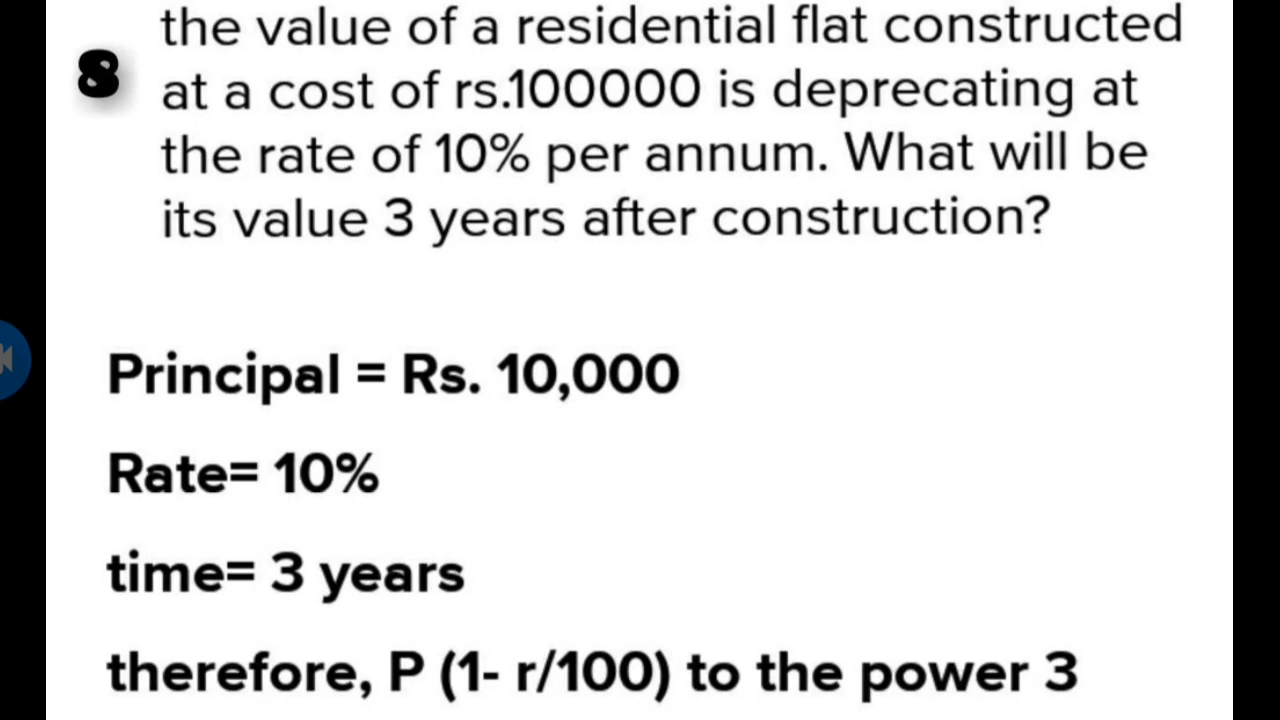 the value of a residential flat constructed
8 at a cost of rs.100000 is deprecating at
the rate of 10% per annum. What will be
its value 3 years after construction?
Principal = Rs. 10,000
Rate= 10%
time= 3 years
therefore, P (1- r/100) to the power 3